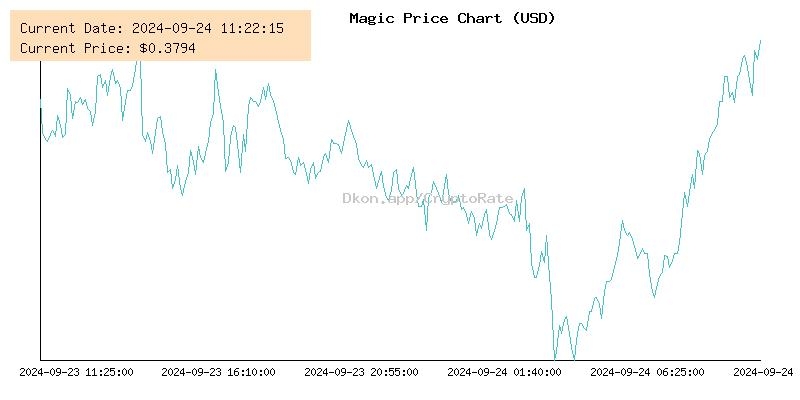 Magic Price Chart (USD)
Current Date: 2024-09-24 11:22:15
Current Price: $0.3794
Dkon.app/CryptoRate
2024-09-23 11:25:00 2024-09-23 16:10:00 2024-09-23 20:55:00 2024-09-24 01:40:00 2024-09-24 06:25:00 2024-09-24